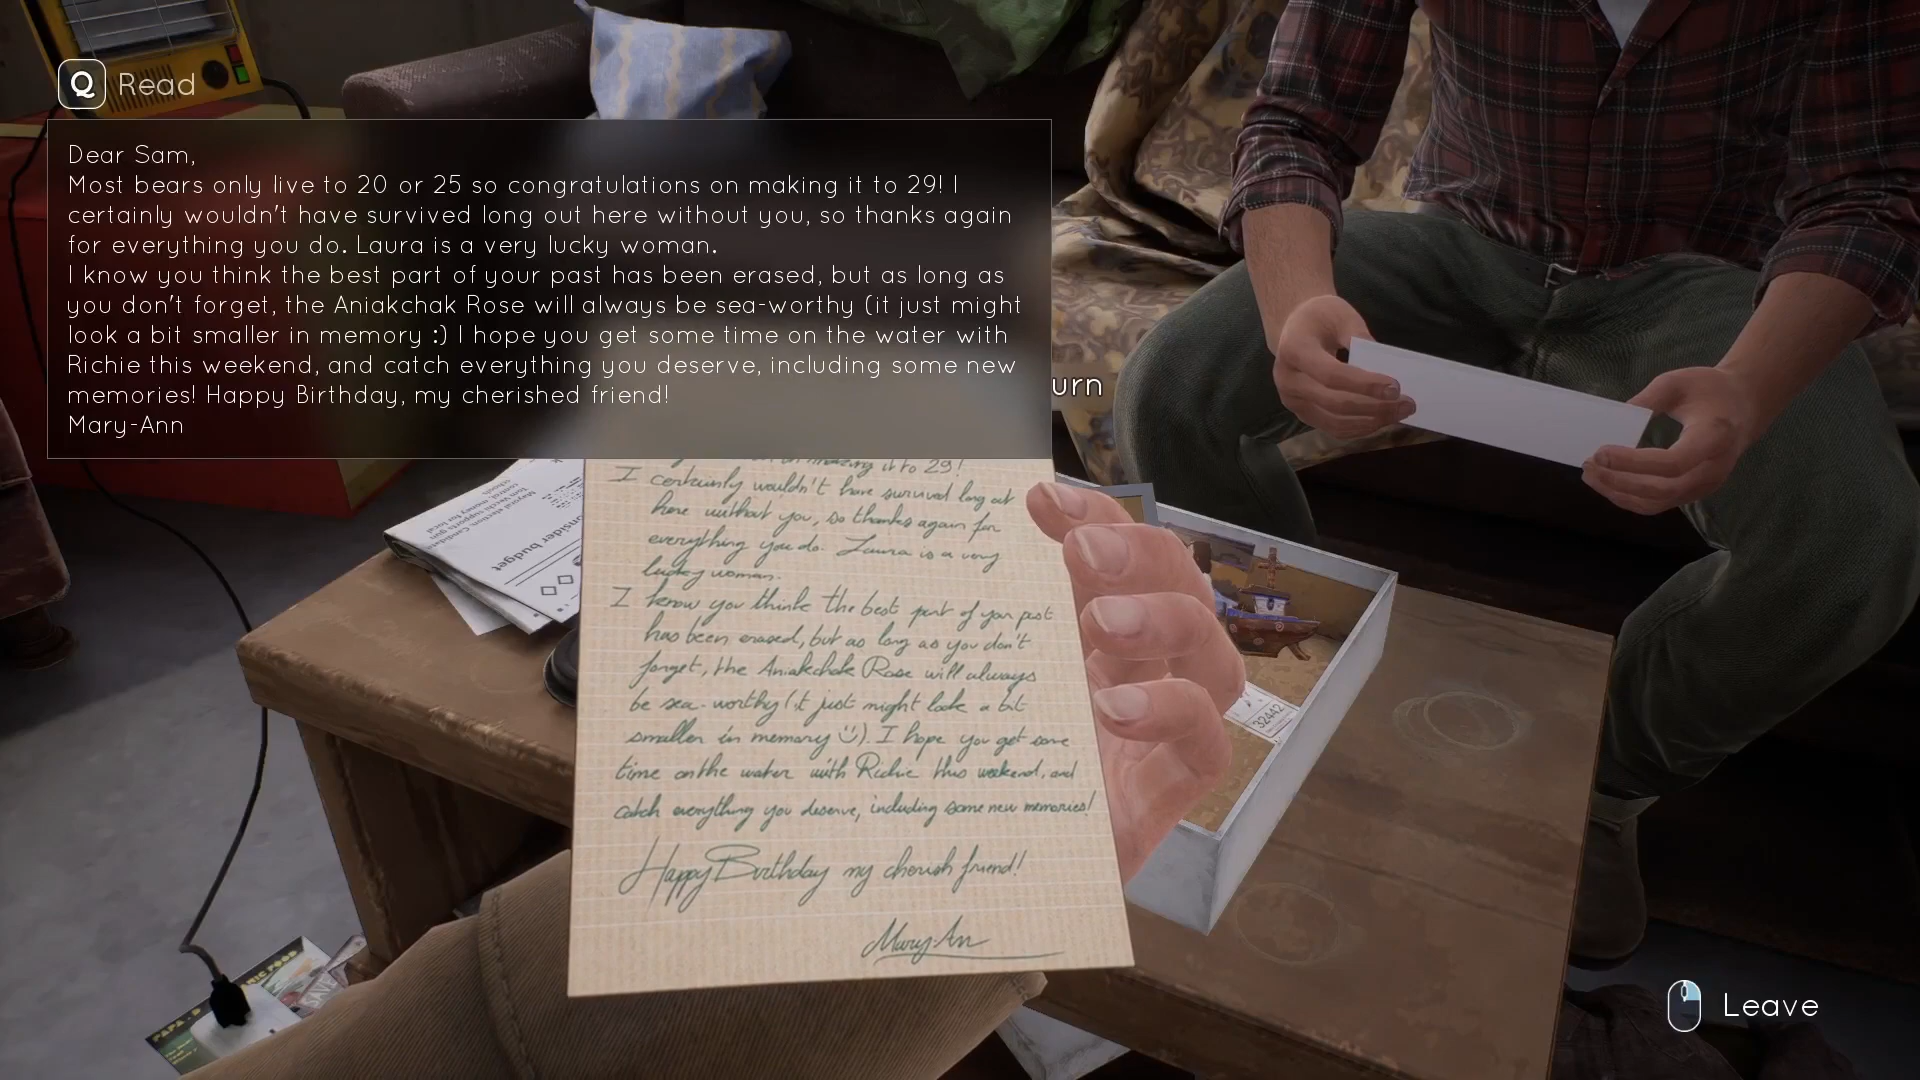 Q Read
Dear Sam,
Most bears only live to 20 or 25 so congratulations on making it to 29! I
certainly wouldn't have survived long out here without you, so thanks again
for everything you do. Laura is a very lucky woman.
I know you think the best part of your past has been erased, but as long as
you don't forget, the Aniakchak Rose will always be sea-worthy (it just might
look a bit smaller in memory :) I hope you get some time on the water with
Richie this weekend, and catch everything you deserve, including some new
memories! Happy Birthday, my cherished friend!
Mary-Ann
urn
it to 29!
I certainly wouldn't have survived long out
here without you, so thanks again for
everything you do. Laura is a very
lucky woman.
I know you think the best part of your past
has been erased, but as long as you don't
forget, the Aniakchak Rose will always
be sea-worthy (it just might look a bit
smaller in memory ☺). I hope you get some
time on the water with Richie this weekend, and
catch everything you deserve, including some new memories!
Happy Birthday my cherish friend!
Mary-Ann
nsider budget
32442
Leave